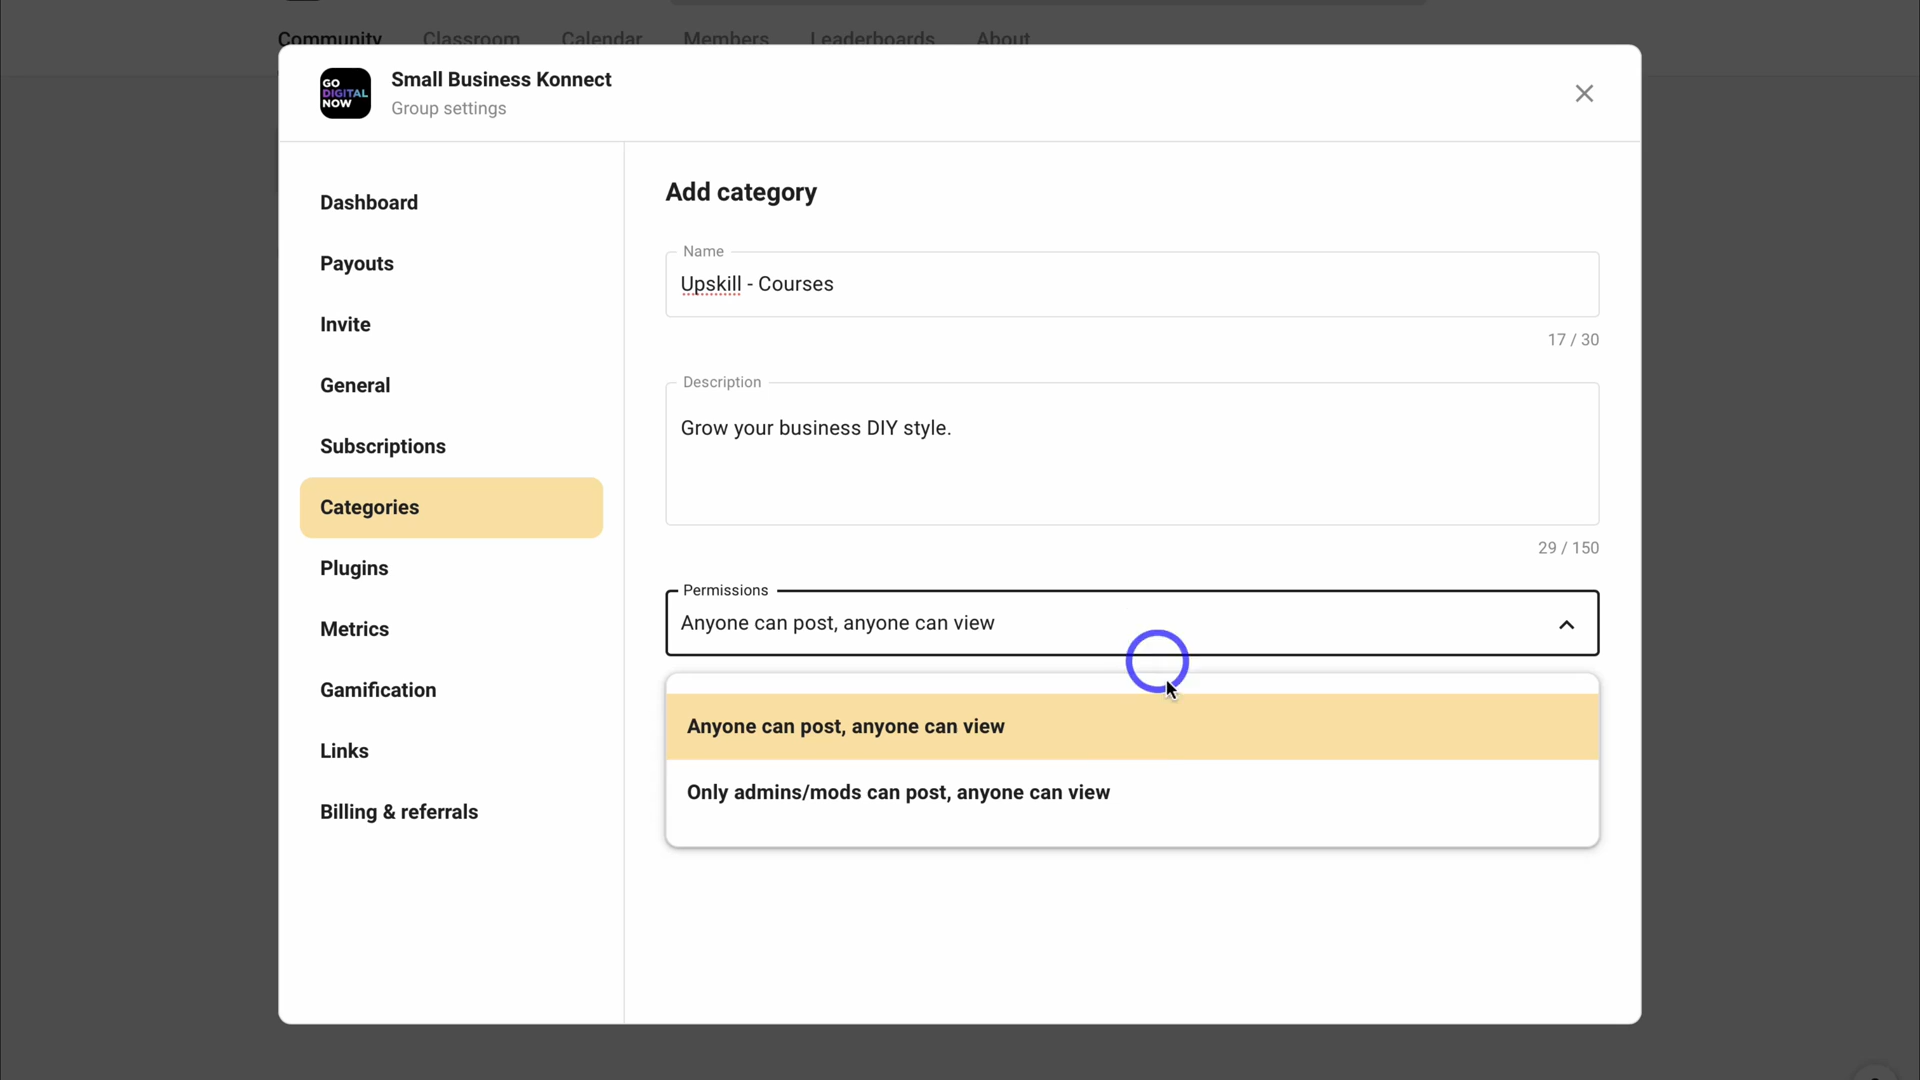 Community Classroom Calendar Members Leaderboards About
GO
DIGITAL
NOW
Small Business Konnect
Group settings
Dashboard
Payouts
Invite
General
Subscriptions
Categories
Plugins
Metrics
Gamification
Links
Billing & referrals
Add category
Name
Upskill - Courses
17 / 30
Description
Grow your business DIY style.
29 / 150
Permissions
Anyone can post, anyone can view
Anyone can post, anyone can view
Only admins/mods can post, anyone can view